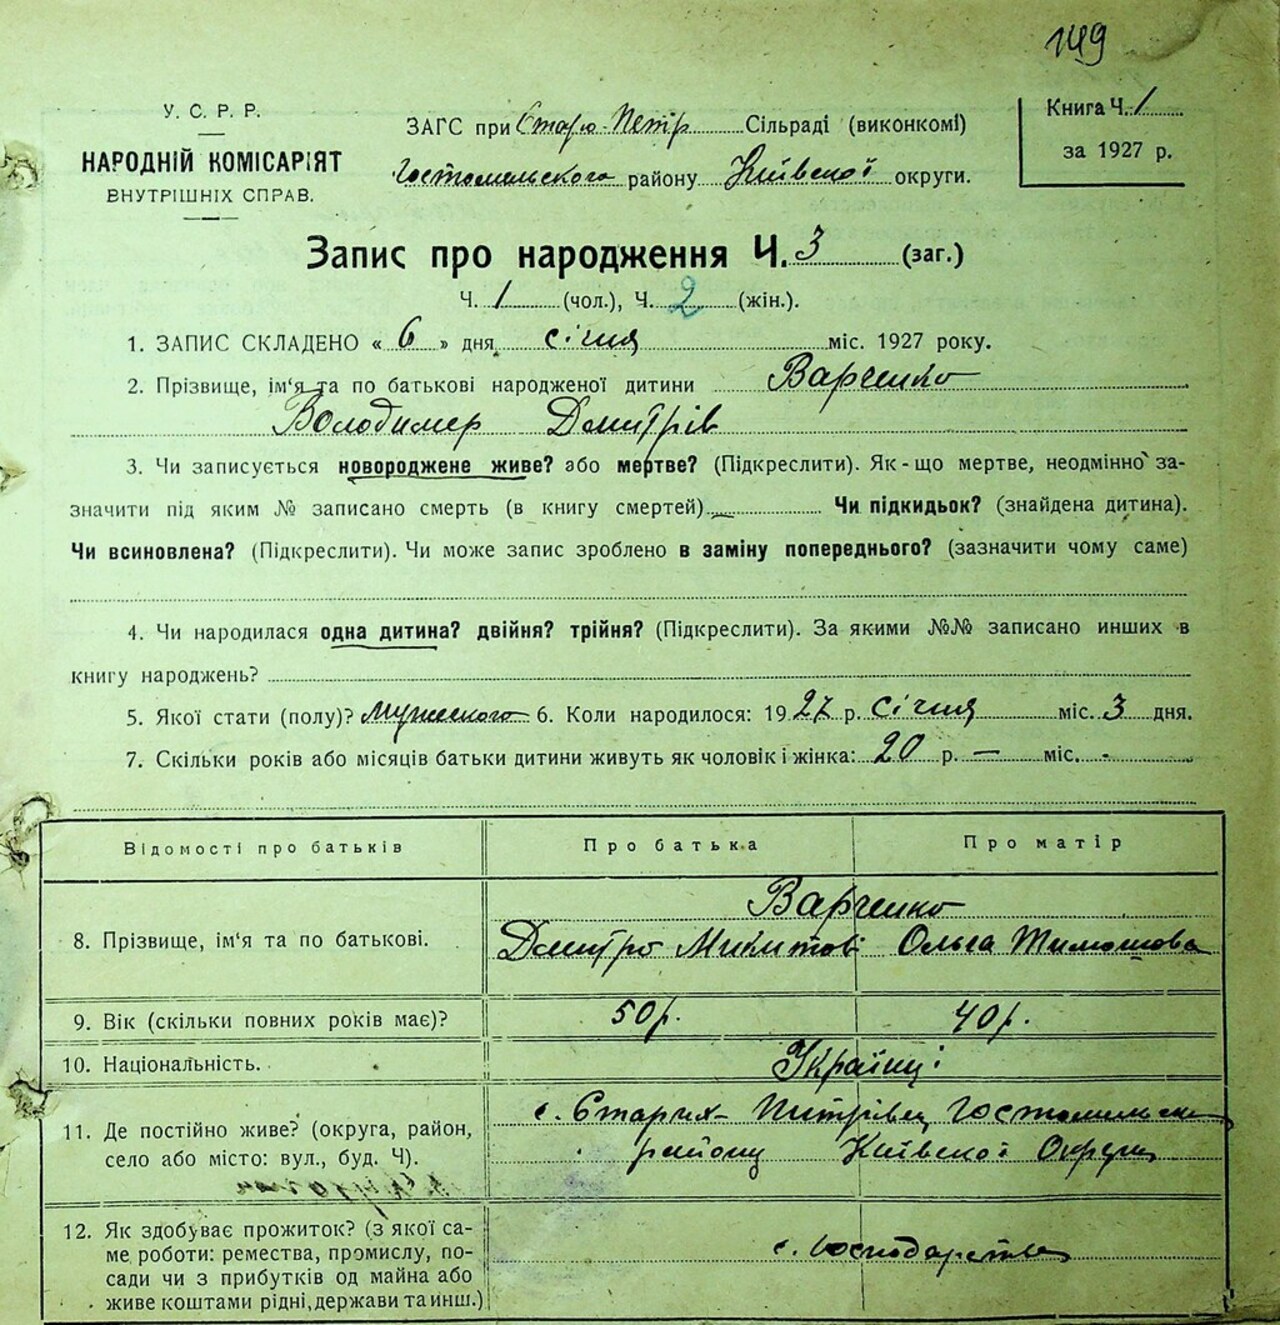 149
У. С. Р. Р.
НАРОДНІЙ КОМІСАРІЯТ
ВНУТРІШНІХ СПРАВ.
ЗАГС при Старо-Петр Сільраді (виконкомі)
Гостомельского району Київської округи.
Книга Ч. 1
за 1927 р.
Запис про народження Ч. 3 (заг.)
Ч. 1 (чол.), Ч. 2 (жін.).
1. ЗАПИС СКЛАДЕНО « 6 » дня січня міс. 1927 року.
2. Прізвище, ім‘я та по батькові народженої дитини Варченко
Володимер Дмитрів
3. Чи записується новороджене живе? або мертве? (Підкреслити). Як-що мертве, неодмінно за-
значити під яким № записано смерть (в книгу смертей) — Чи підкидьок? (знайдена дитина).
Чи всиновлена? (Підкреслити). Чи може запис зроблено в заміну попереднього? (зазначити чому саме)
4. Чи народилася одна дитина? двійня? трійня? (Підкреслити). За якими №№ записано инших в
книгу народжень?
5. Якої стати (полу)? Мужеского 6. Коли народилося: 1927 р. січня міс. 3 дня.
7. Скільки років або місяців батьки дитини живуть як чоловік і жінка: 20 р. — міс. -
Відомості про батьків Про батька Про матір
Варченко
8. Прізвище, ім‘я та по батькові. Дмитро Микитові Ольга Тимошова
9. Вік (скільки повних років має)? 50 р. 40 р.
10. Національність. Українці
11. Де постійно живе? (округа, район, с. Старих-Питрівец Гостомильск
село або місто: вул., буд. Ч). району Київської Округи
12. Як здобуває прожиток? (з якої са-
ме роботи: ремества, промислу, по- с. господарства
сади чи з прибутків од майна або
живе коштами рідні, держави та инш.)